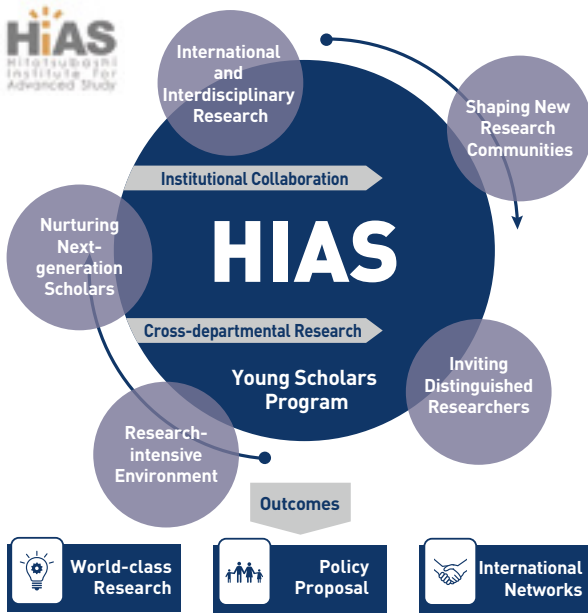 HiAS
Hitotsubashi
Institute for
Advanced Study
International
and
Interdisciplinary
Research
Shaping New
Research
Communities
Institutional Collaboration
Nurturing
Next-
generation
Scholars
HIAS
Cross-departmental Research
Young Scholars
Program
Inviting
Distinguished
Researchers
Research-
intensive
Environment
Outcomes
World-class
Research
Policy
Proposal
International
Networks